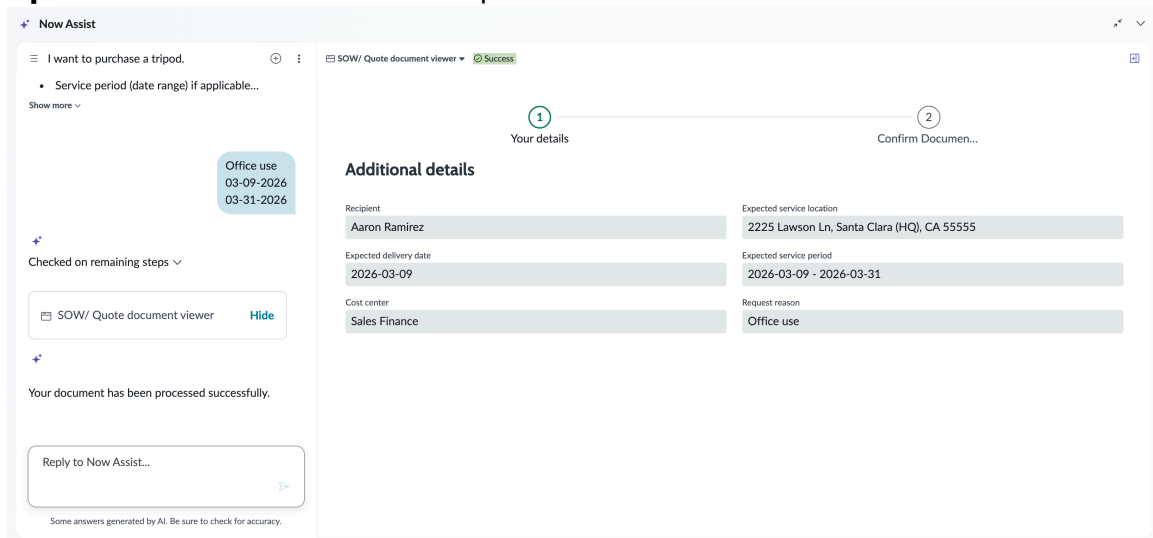 Now Assist
I want to purchase a tripod.
• Service period (date range) if applicable...
Show more
Office use
03-09-2026
03-31-2026
Checked on remaining steps
SOW/ Quote document viewer Hide
Your document has been processed successfully.
Reply to Now Assist...
Some answers generated by AI. Be sure to check for accuracy.
SOW/ Quote document viewer Success
1 2
Your details Confirm Documen...
Additional details
Recipient Expected service location
Aaron Ramirez 2225 Lawson Ln, Santa Clara (HQ), CA 55555
Expected delivery date Expected service period
2026-03-09 2026-03-09 - 2026-03-31
Cost center Request reason
Sales Finance Office use